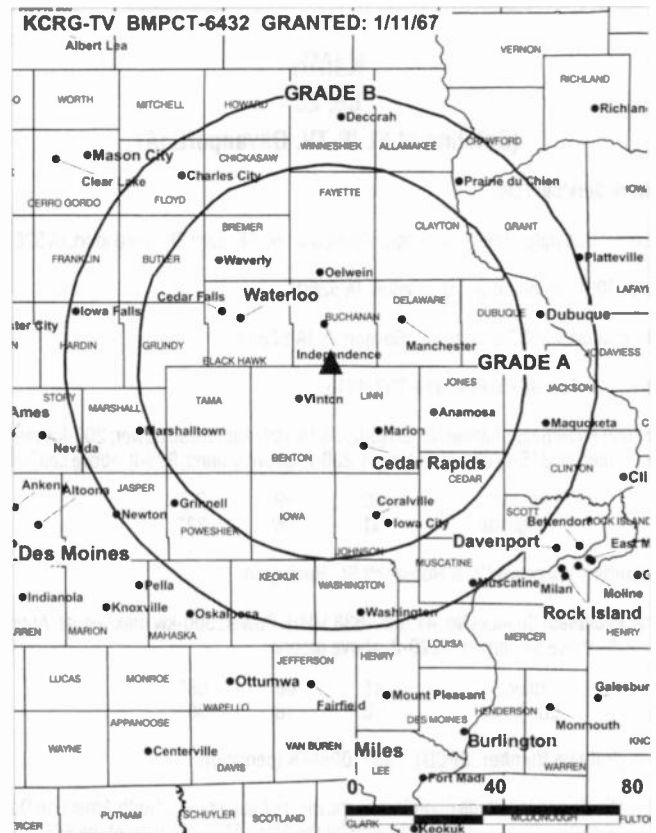 KCRG-TV BMPCT-6432 GRANTED: 1/11/67
Albert Lea
VERNON
RICHLAND
WORTH
MITCHELL
HOWARD
GRADE B
Decorah
WINNESHIEK
ALLAMAKEE
CRAWFORD
Mason City
Clear Lake
CHICKASAW
Charles City
FLOYD
CERRO GORDO
Prairie du Chien
FAYETTE
CLAYTON
GRANT
BREMER
FRANKLIN
BUTLER
Waverly
Oelwein
Platteville
Iowa Falls
Cedar Falls
Waterloo
BUCHANAN
DELAWARE
DUBUQUE
Dubuque
HARDIN
GRUNDY
BLACK HAWK
Independence
Manchester
GRADE A
STORY
TAMA
LINN
JONES
JACKSON
Ames
MARSHALL
Vinton
Anamosa
Maquoketa
Nevada
Marshalltown
BENTON
Marion
Cedar Rapids
CEDAR
CLINTON
Altoona
JASPER
Grinnell
Coralville
Newton
POWESHIEK
IOWA
Iowa City
SCOTT
Bettendorf
ROCK ISLAND
Des Moines
JOHNSON
Davenport
KEOKUK
WASHINGTON
MUSCATINE
Muscatine
Milan
Moline
Indianola
Pella
Knoxville
Oskaloosa
Washington
Rock Island
MARION
MAHASKA
LOUISA
MERCER
HENRY
LUCAS
MONROE
Ottumwa
WAPELLO
JEFFERSON
Fairfield
HENRY
Mount Pleasant
DES MOINES
HENDERSON
Monmouth
WAYNE
APPANOOSE
Centerville
DAVIS
VAN BUREN
Miles
LEE
Burlington
WARREN
Fort Madi
0 40 80
PUTNAM
SCHUYLER
SCOTLAND
CLARK
Keokuk
MCDONOUGH